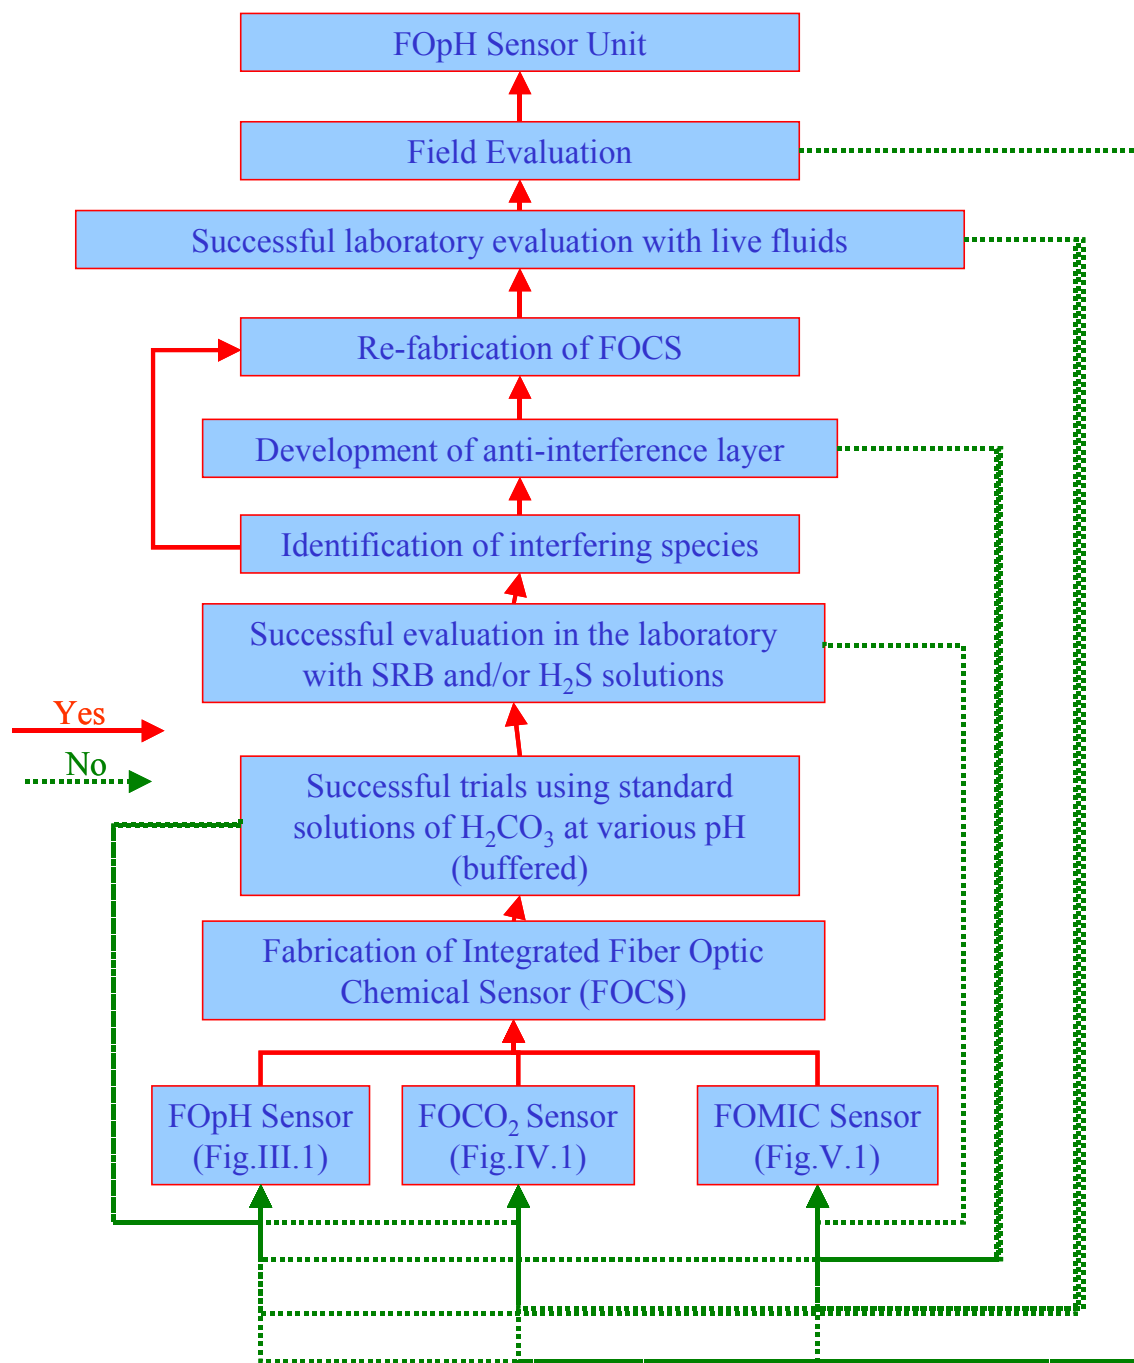 FOpH Sensor Unit
Field Evaluation
Successful laboratory evaluation with live fluids
Re-fabrication of FOCS
Development of anti-interference layer
Identification of interfering species
Successful evaluation in the laboratory
with SRB and/or H₂S solutions
Yes
No
Successful trials using standard
solutions of H₂CO₃ at various pH
(buffered)
Fabrication of Integrated Fiber Optic
Chemical Sensor (FOCS)
FOpH Sensor
(Fig.III.1)
FOCO₂ Sensor
(Fig.IV.1)
FOMIC Sensor
(Fig.V.1)